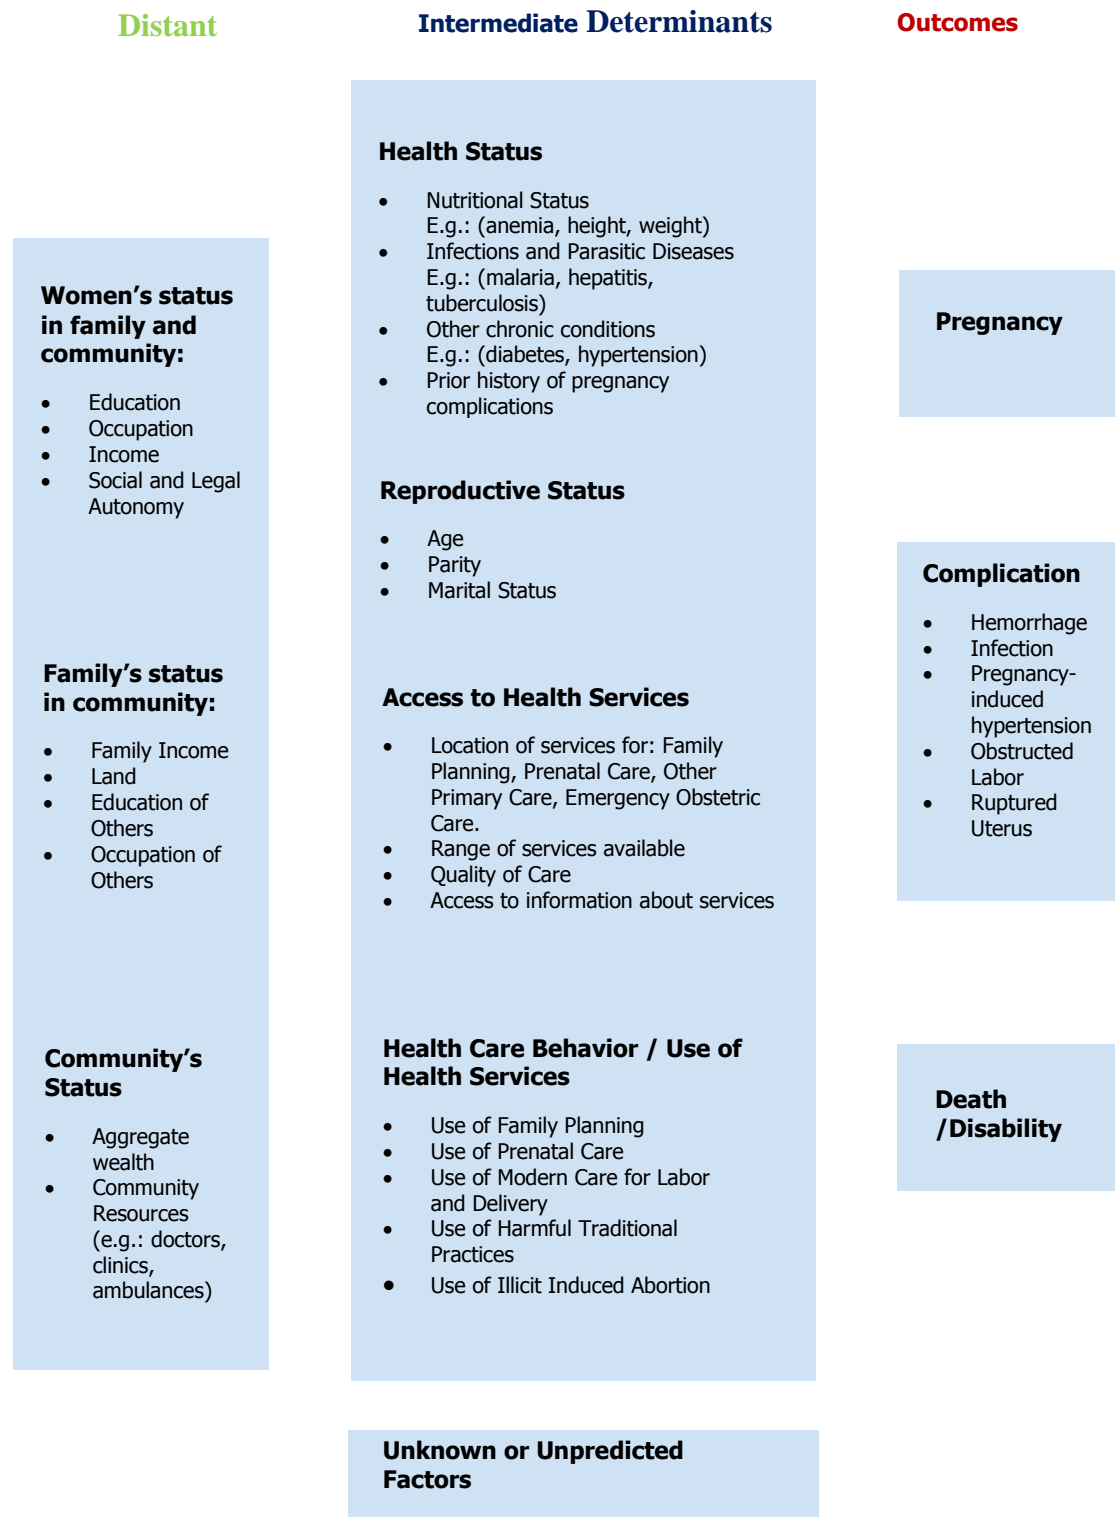 Distant
Intermediate Determinants
Outcomes
Women’s status
in family and
community:
• Education
• Occupation
• Income
• Social and Legal
Autonomy
Family’s status
in community:
• Family Income
• Land
• Education of
Others
• Occupation of
Others
Community’s
Status
• Aggregate
wealth
• Community
Resources
(e.g.: doctors,
clinics,
ambulances)
Health Status
• Nutritional Status
E.g.: (anemia, height, weight)
• Infections and Parasitic Diseases
E.g.: (malaria, hepatitis,
tuberculosis)
• Other chronic conditions
E.g.: (diabetes, hypertension)
• Prior history of pregnancy
complications
Reproductive Status
• Age
• Parity
• Marital Status
Access to Health Services
• Location of services for: Family
Planning, Prenatal Care, Other
Primary Care, Emergency Obstetric
Care.
• Range of services available
• Quality of Care
• Access to information about services
Health Care Behavior / Use of
Health Services
• Use of Family Planning
• Use of Prenatal Care
• Use of Modern Care for Labor
and Delivery
• Use of Harmful Traditional
Practices
• Use of Illicit Induced Abortion
Unknown or Unpredicted
Factors
Pregnancy
Complication
• Hemorrhage
• Infection
• Pregnancy-
induced
hypertension
• Obstructed
Labor
• Ruptured
Uterus
Death
/Disability